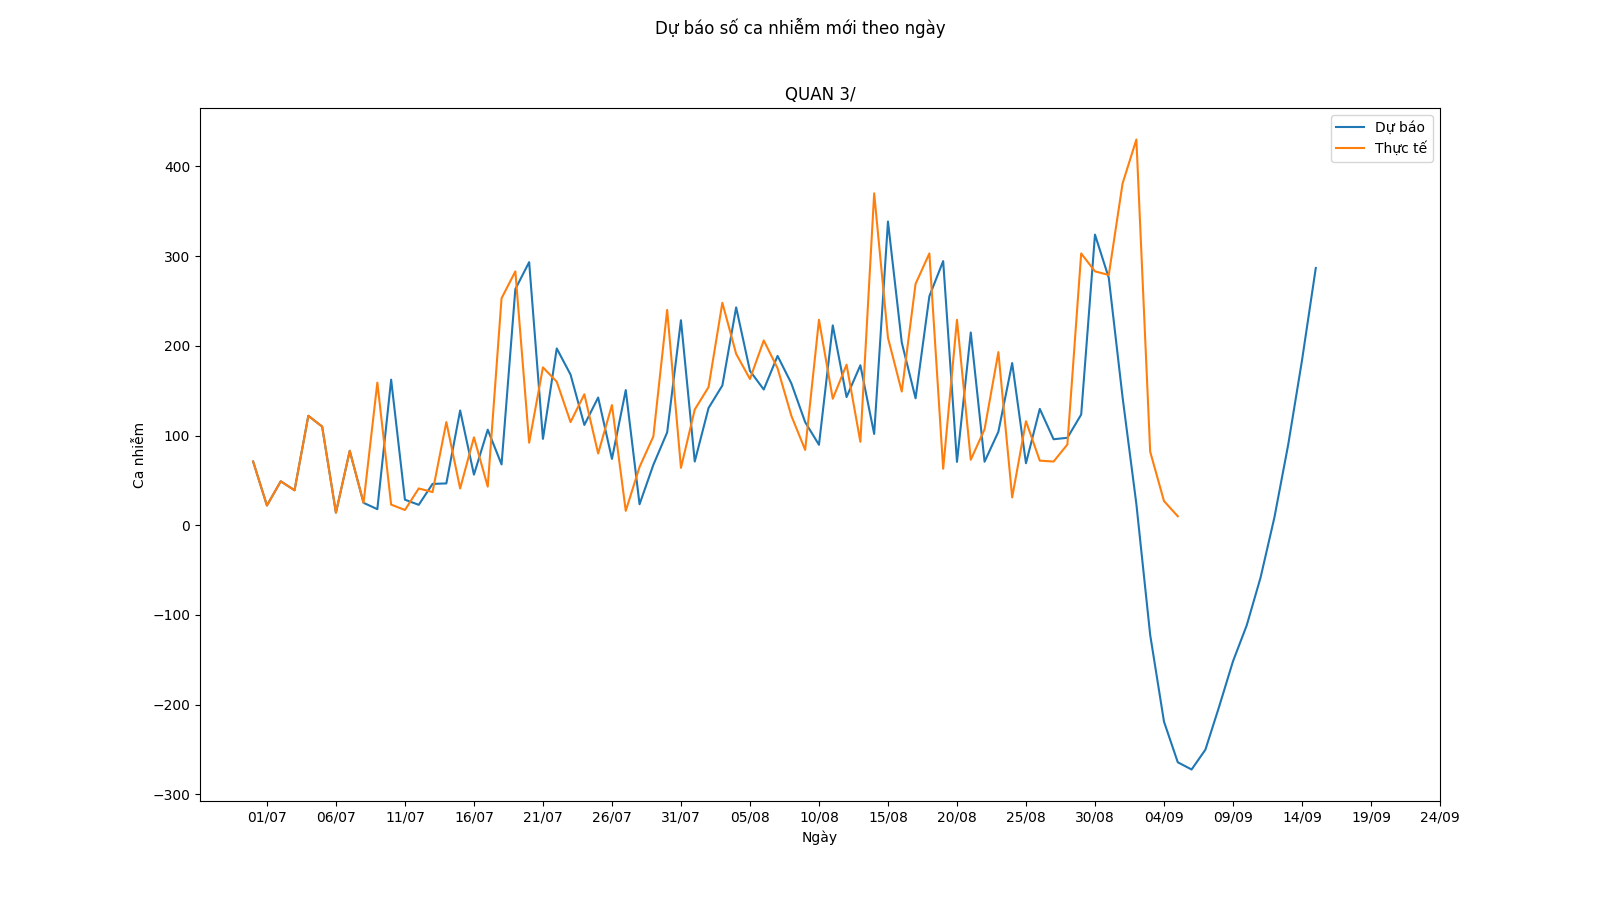 Dự báo số ca nhiễm mới theo ngày
QUAN 3/
Dự báo
Thực tế
400
300
200
100
0
−100
−200
−300
Ca nhiễm
01/07 06/07 11/07 16/07 21/07 26/07 31/07 05/08 10/08 15/08 20/08 25/08 30/08 04/09 09/09 14/09 19/09 24/09
Ngày